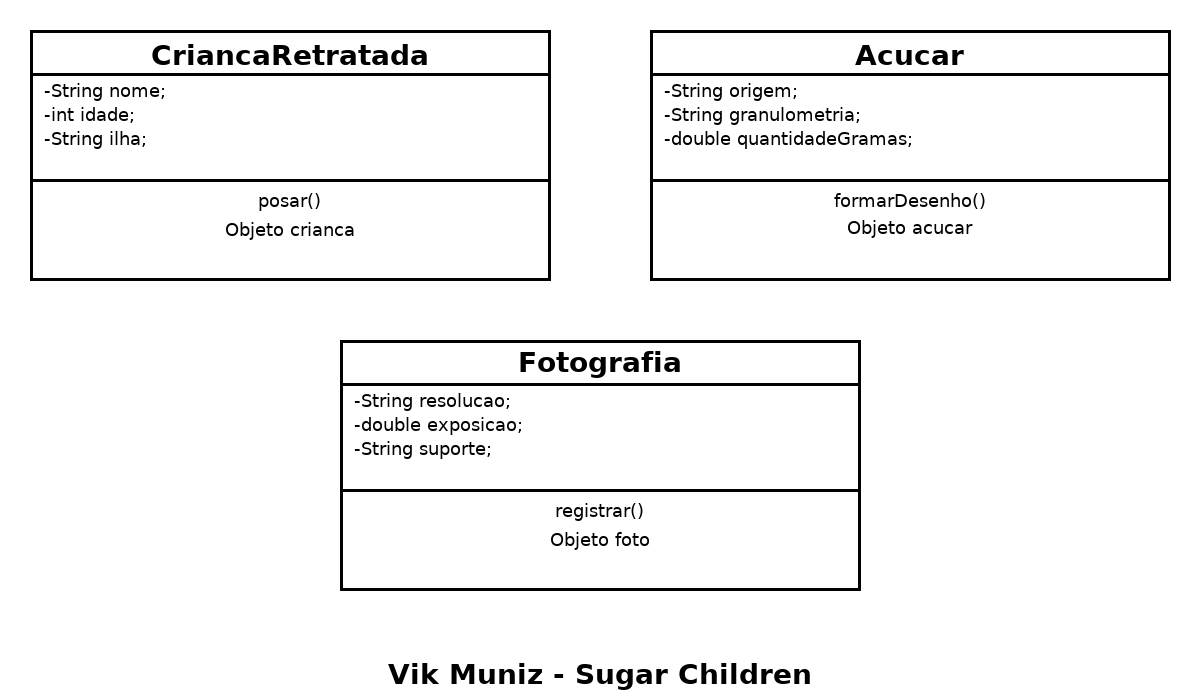 CriancaRetratada
-String nome;
-int idade;
-String ilha;
posar()
Objeto crianca
Acucar
-String origem;
-String granulometria;
-double quantidadeGramas;
formarDesenho()
Objeto acucar
Fotografia
-String resolucao;
-double exposicao;
-String suporte;
registrar()
Objeto foto
Vik Muniz - Sugar Children